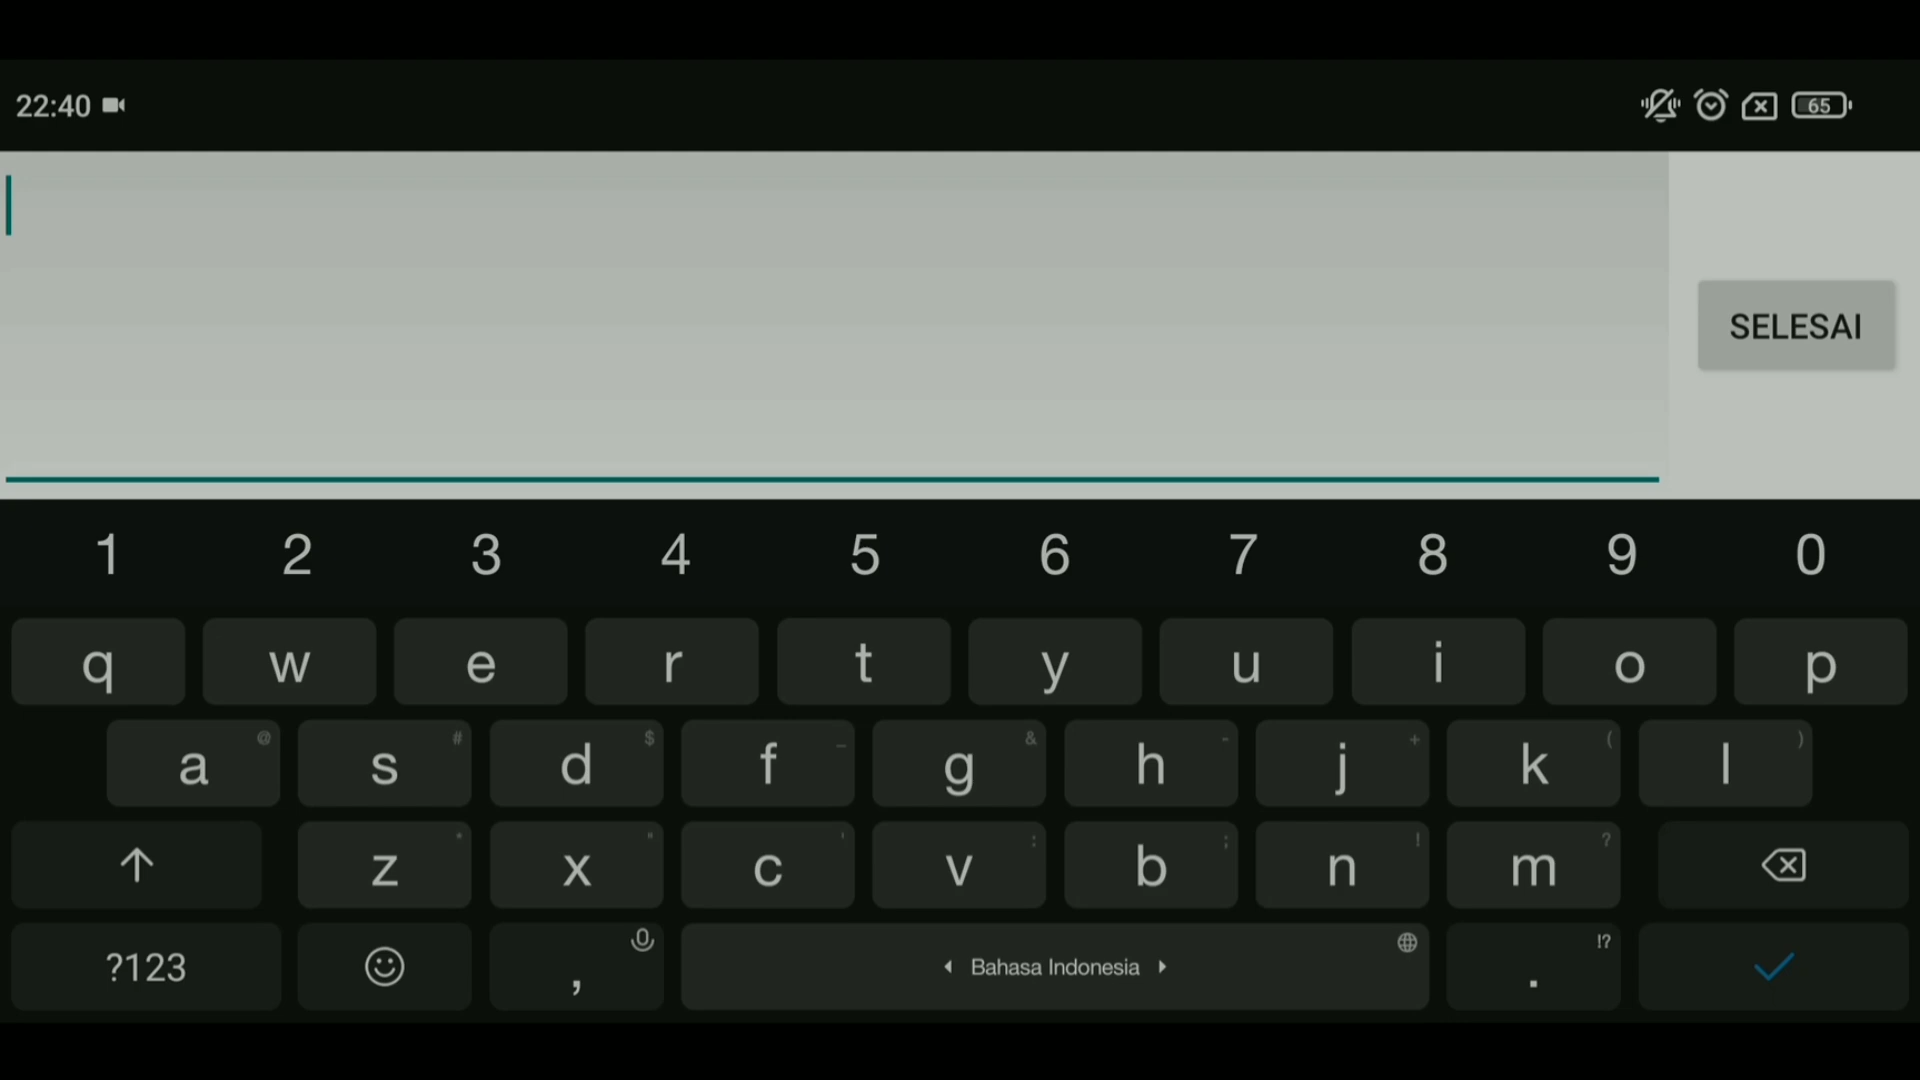 22:40 65
SELESAI
1 2 3 4 5 6 7 8 9 0
q w e r t y u i o p
a @ s # d $ f _ g & h - j + k ( l )
z * x " c ' v : b ; n ! m ?
?123 , Bahasa Indonesia . !?